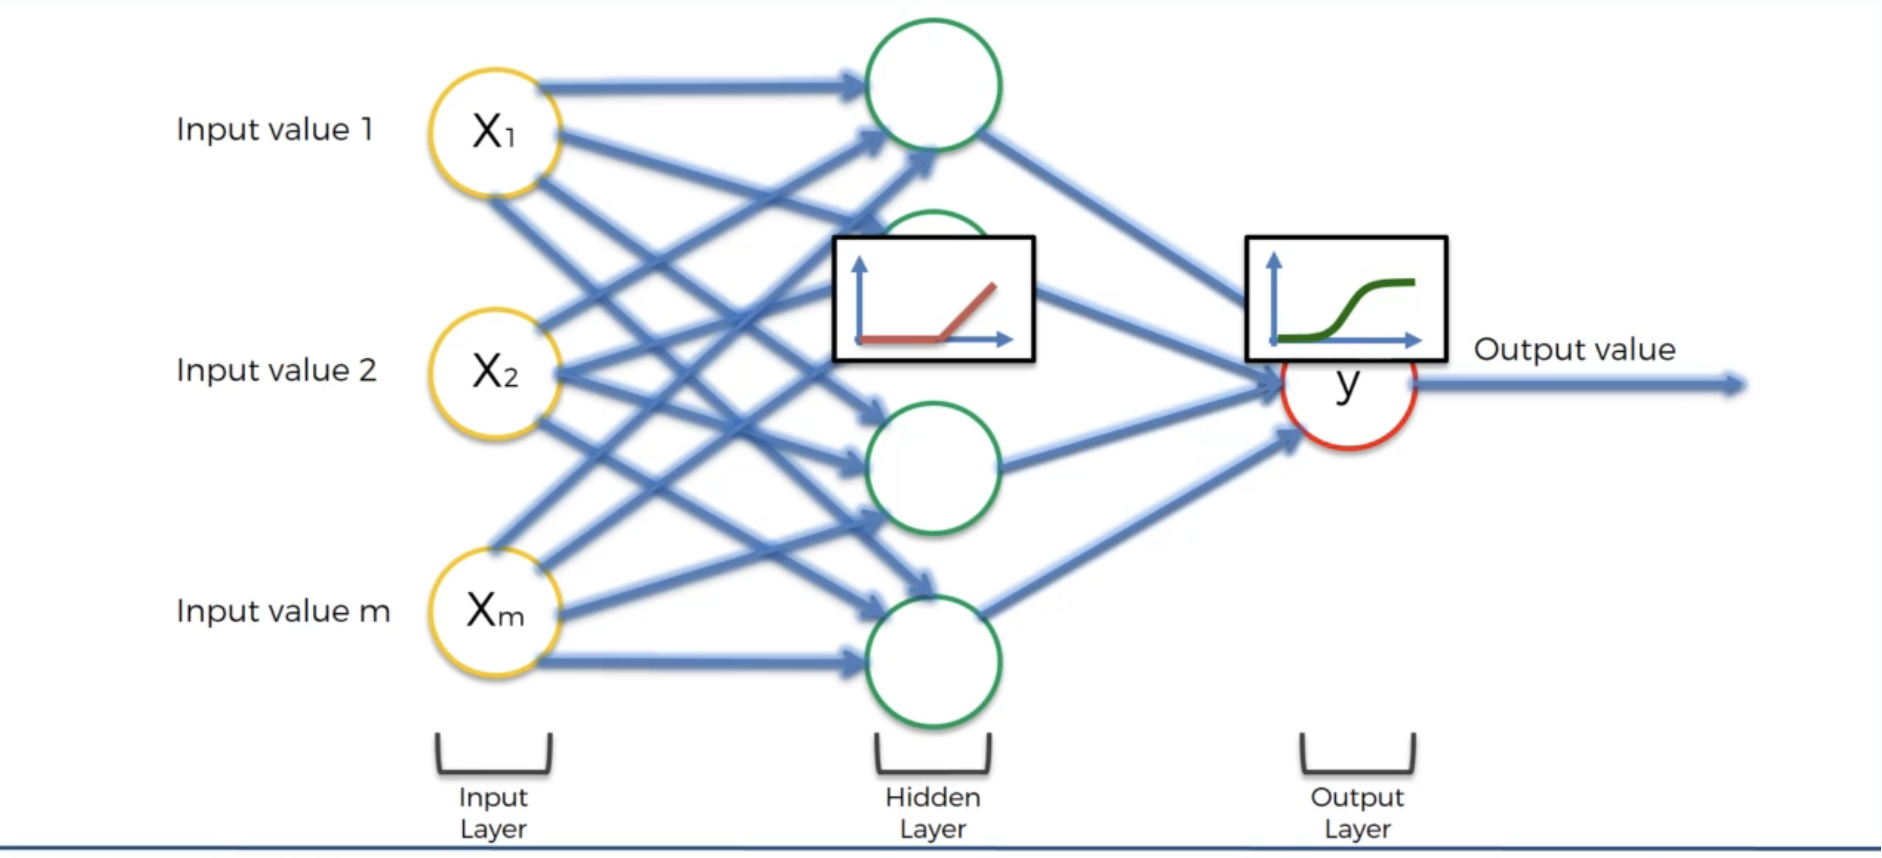 Input value 1
X₁
Input value 2
X₂
Input value m
Xₘ
y
Output value
Input
Layer
Hidden
Layer
Output
Layer